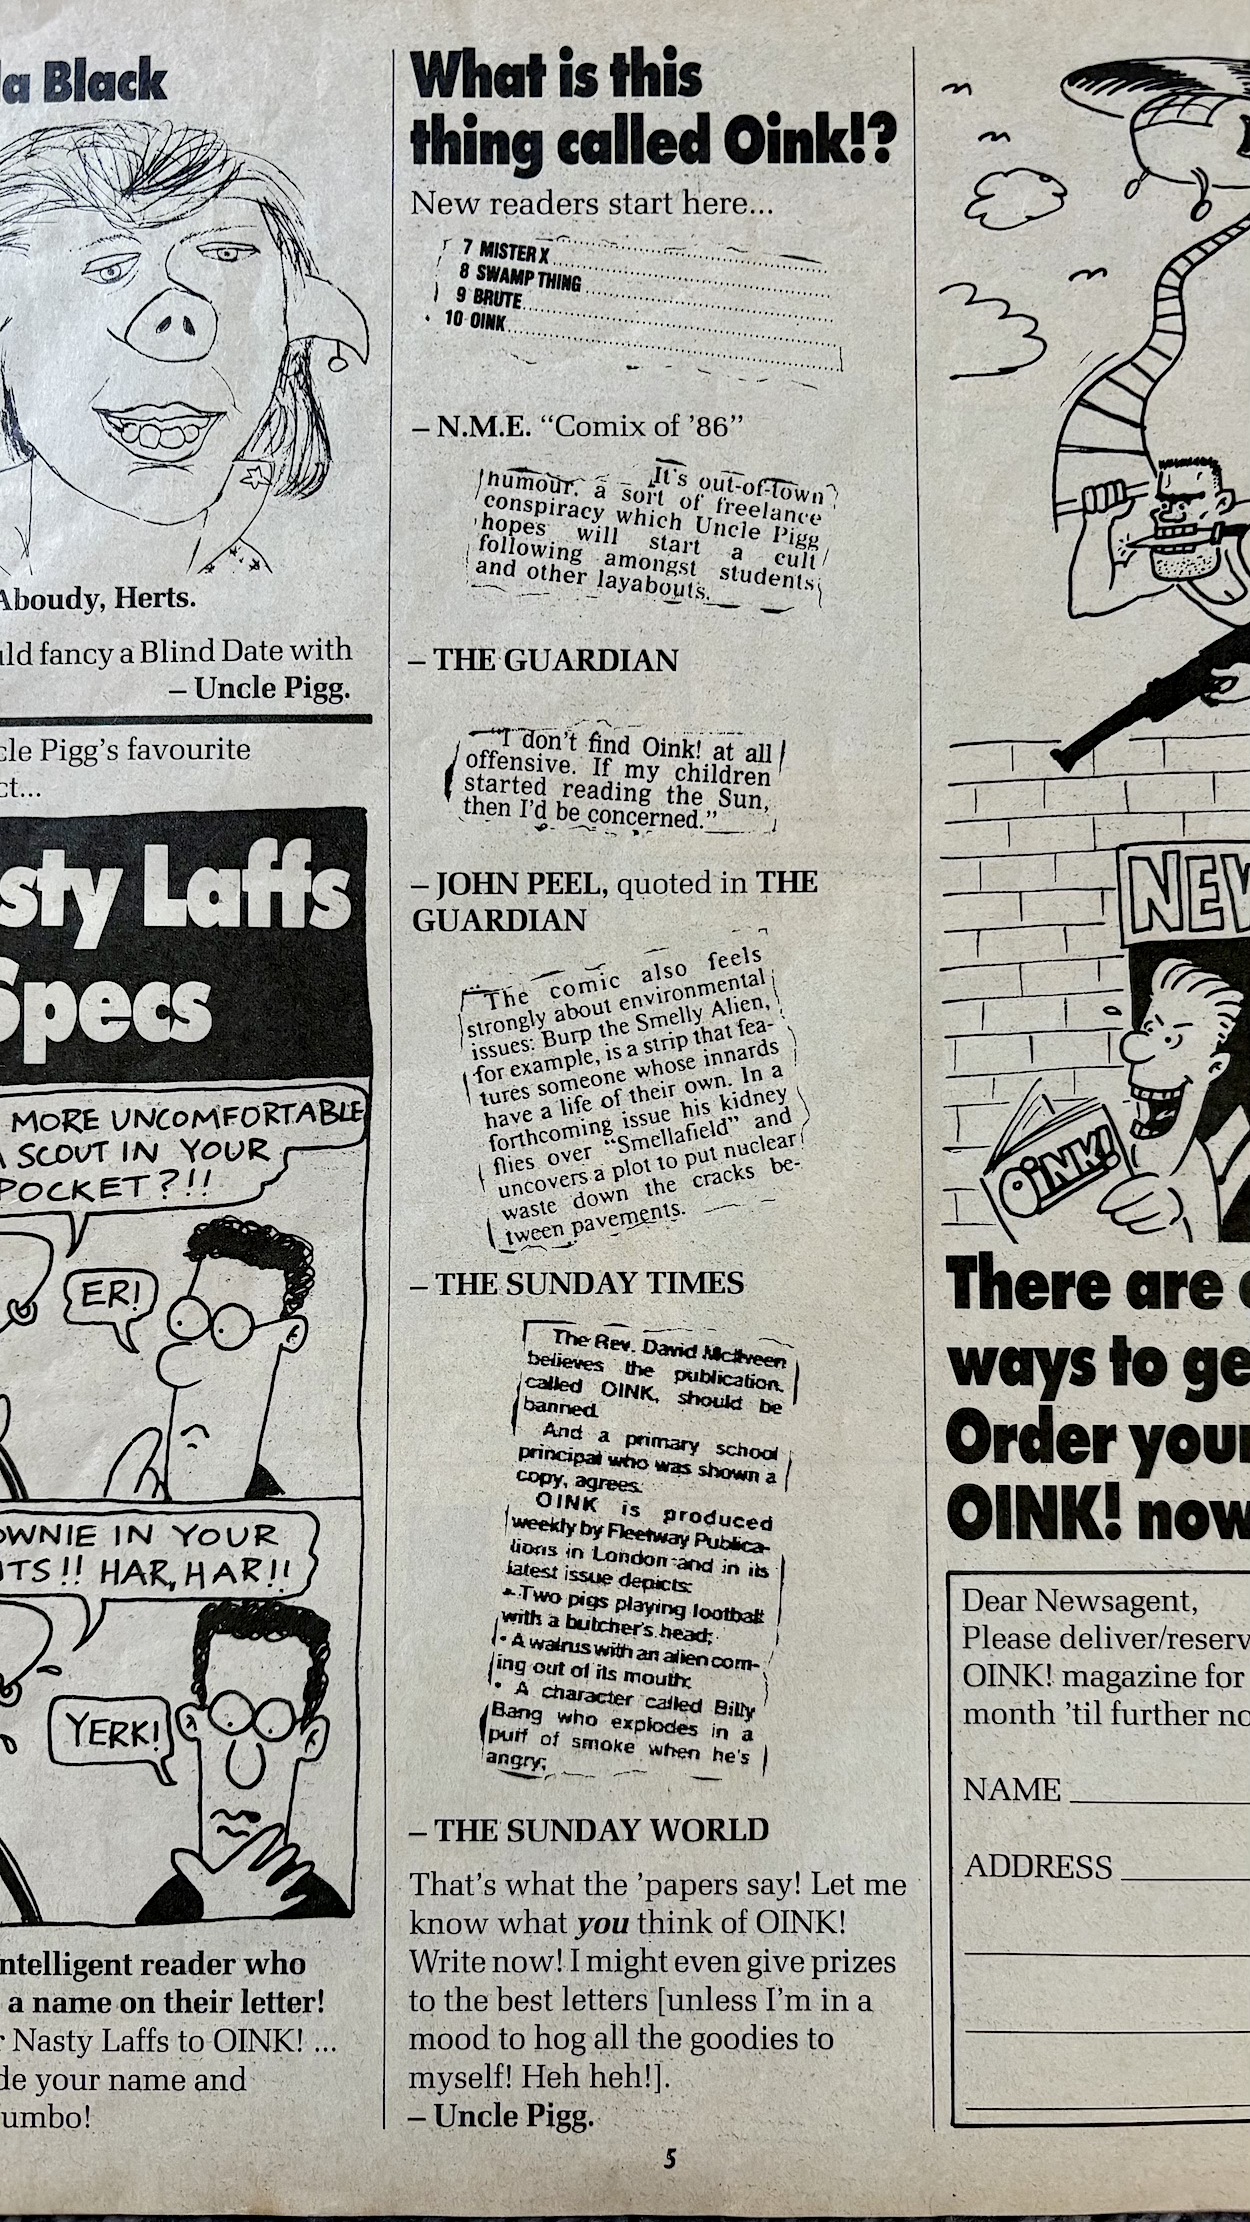 la Black
Aboudy, Herts.
uld fancy a Blind Date with
– Uncle Pigg.
cle Pigg's favourite
ct...
sty Laffs
Specs
MORE UNCOMFORTABLE
A SCOUT IN YOUR
POCKET?!!
ER!
OWNIE IN YOUR
TS!! HAR, HAR!!
YERK!
ntelligent reader who
a name on their letter!
r Nasty Laffs to OINK! ...
de your name and
umbo!
What is this
thing called Oink!?
New readers start here...
7 MISTER X
8 SWAMP THING
9 BRUTE
10 OINK
– N.M.E. “Comix of ’86”
It's out-of-town
humour, a sort of freelance
conspiracy which Uncle Pigg
hopes will start a cult
following amongst students
and other layabouts.
– THE GUARDIAN
“I don't find Oink! at all
offensive. If my children
started reading the Sun,
then I'd be concerned.”
– JOHN PEEL, quoted in THE
GUARDIAN
“The comic also feels
strongly about environmental
issues: Burp the Smelly Alien,
for example, is a strip that fea-
tures someone whose innards
have a life of their own. In a
forthcoming issue his kidney
flies over “Smellafield” and
uncovers a plot to put nuclear
waste down the cracks be-
tween pavements.
– THE SUNDAY TIMES
The Rev. David McIlveen
believes the publication,
called OINK, should be
banned.
And a primary school
principal who was shown a
copy, agrees.
OINK is produced
weekly by Fleetway Publica-
tions in London and in its
latest issue depicts:
• Two pigs playing football
with a butcher's head;
• A walrus with an alien com-
ing out of its mouth;
• A character called Billy
Bang who explodes in a
puff of smoke when he's
angry;
– THE SUNDAY WORLD
That's what the ’papers say! Let me
know what you think of OINK!
Write now! I might even give prizes
to the best letters [unless I'm in a
mood to hog all the goodies to
myself! Heh heh!].
– Uncle Pigg.
5
NEW
OINK!
There are
ways to ge
Order your
OINK! now
Dear Newsagent,
Please deliver/reserv
OINK! magazine for
month ’til further no
NAME
ADDRESS